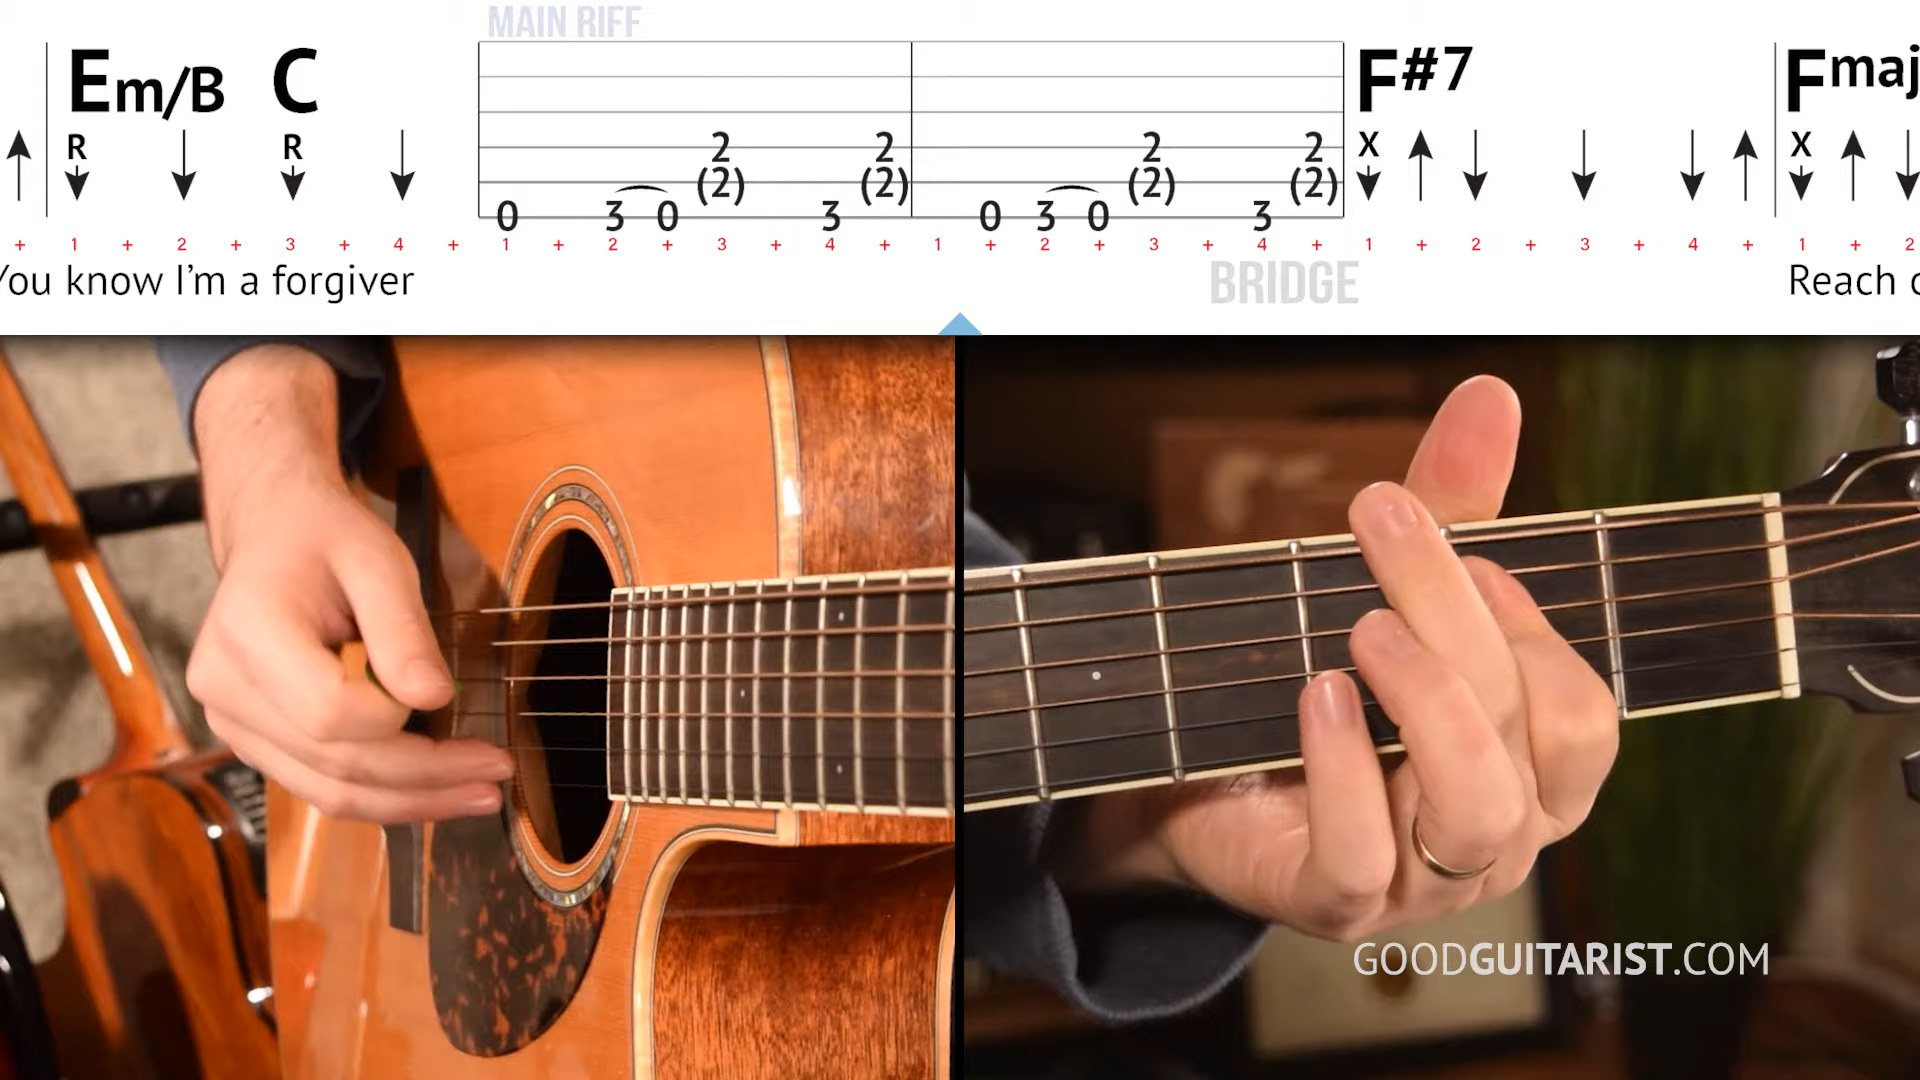 MAIN RIFF
Em/B C F#7 Fmaj
R R X X
2 2 2 2
(2) (2) (2) (2)
0 3 0 3 0 3 0 3
+ 1 + 2 + 3 + 4 + 1 + 2 + 3 + 4 + 1 + 2 + 3 + 4 + 1 + 2 + 3 + 4 + 1 + 2
You know I'm a forgiver Reach
BRIDGE
GOODGUITARIST.COM